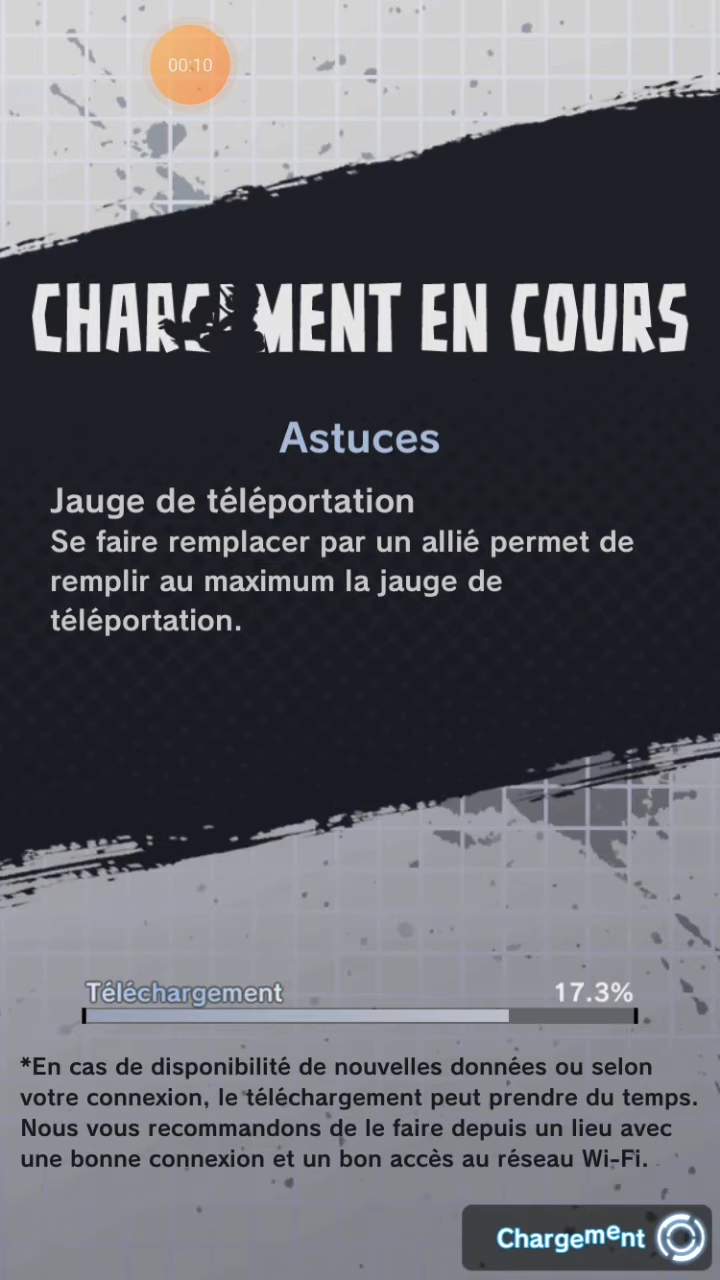 00:10
CHARGEMENT EN COURS
Astuces
Jauge de téléportation
Se faire remplacer par un allié permet de
remplir au maximum la jauge de
téléportation.
Téléchargement 17.3%
*En cas de disponibilité de nouvelles données ou selon
votre connexion, le téléchargement peut prendre du temps.
Nous vous recommandons de le faire depuis un lieu avec
une bonne connexion et un bon accès au réseau Wi-Fi.
Chargement